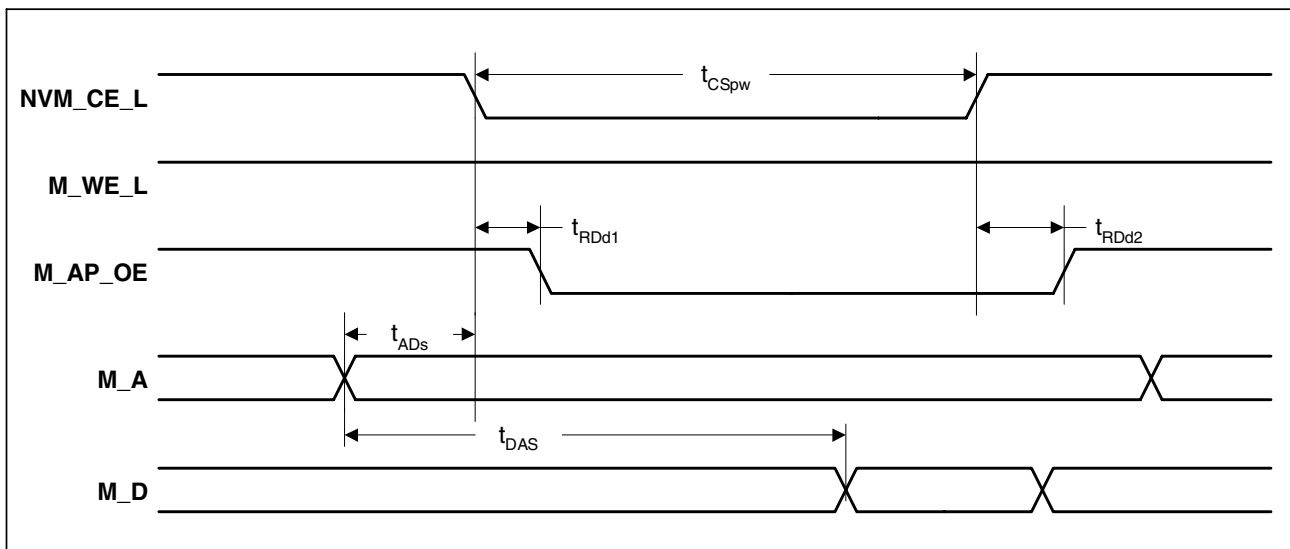 NVM_CE_L
t_CSpw
M_WE_L
t_RDd1
t_RDd2
M_AP_OE
t_ADs
M_A
t_DAS
M_D